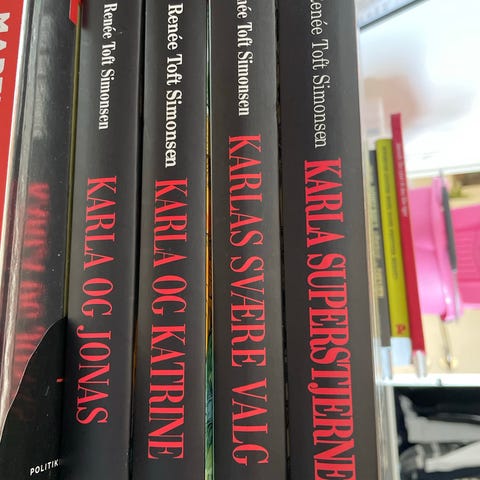 Renée Toft Simonsen
KARLA OG JONAS
Renée Toft Simonsen
KARLA OG KATRINE
Renée Toft Simonsen
KARLAS SVÆRE VALG
Renée Toft Simonsen
KARLA SUPERSTJERNE